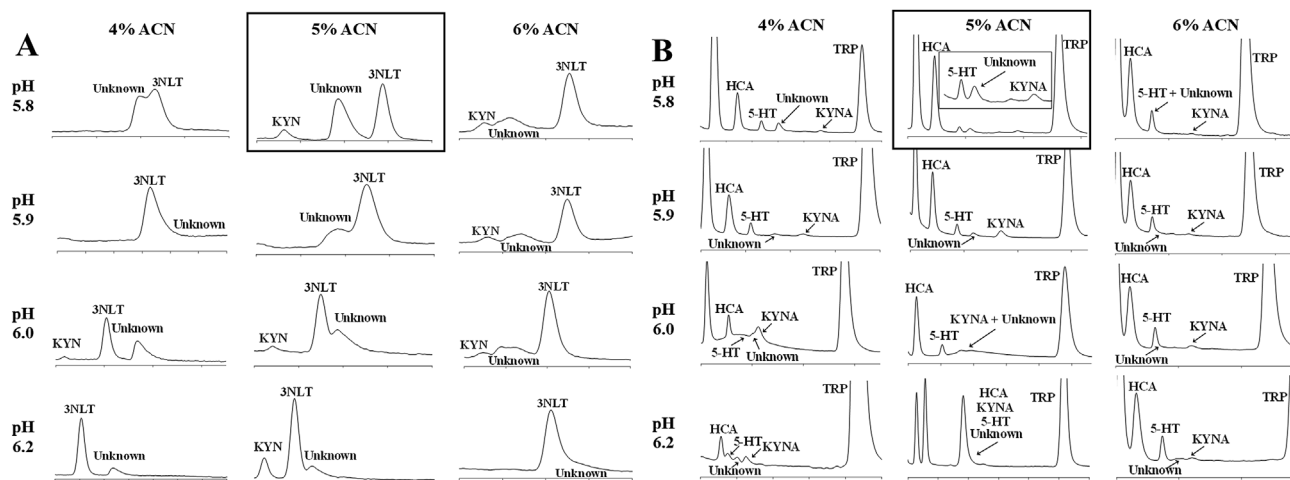 A
4% ACN
5% ACN
6% ACN
pH
5.8
Unknown
3NLT
KYN
Unknown
3NLT
KYN
Unknown
3NLT
pH
5.9
3NLT
Unknown
Unknown
3NLT
KYN
Unknown
3NLT
pH
6.0
KYN
3NLT
Unknown
KYN
3NLT
Unknown
KYN
Unknown
3NLT
pH
6.2
3NLT
Unknown
KYN
3NLT
Unknown
3NLT
Unknown
B
4% ACN
5% ACN
6% ACN
pH
5.8
HCA
5-HT
Unknown
KYNA
TRP
HCA
5-HT
Unknown
KYNA
TRP
HCA
5-HT + Unknown
KYNA
TRP
pH
5.9
HCA
5-HT
Unknown
KYNA
TRP
HCA
5-HT
Unknown
KYNA
TRP
HCA
5-HT
Unknown
KYNA
TRP
pH
6.0
HCA
5-HT
Unknown
KYNA
TRP
HCA
5-HT
KYNA + Unknown
TRP
HCA
5-HT
Unknown
KYNA
TRP
pH
6.2
HCA
5-HT
Unknown
KYNA
TRP
HCA
KYNA
5-HT
Unknown
TRP
HCA
5-HT
Unknown
KYNA
TRP